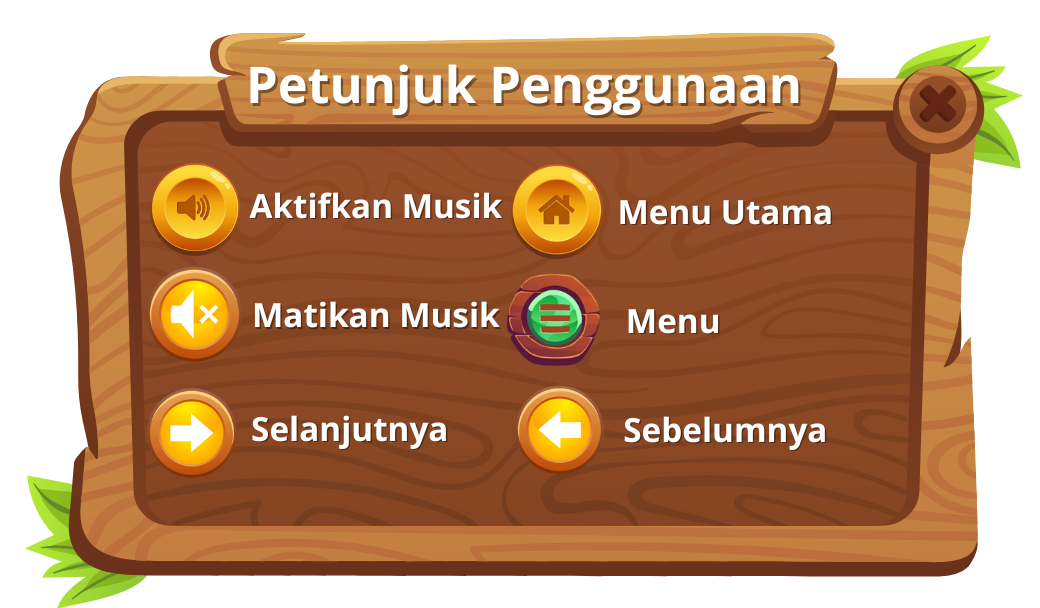 Petunjuk Penggunaan
Aktifkan Musik
Menu Utama
Matikan Musik
Menu
Selanjutnya
Sebelumnya